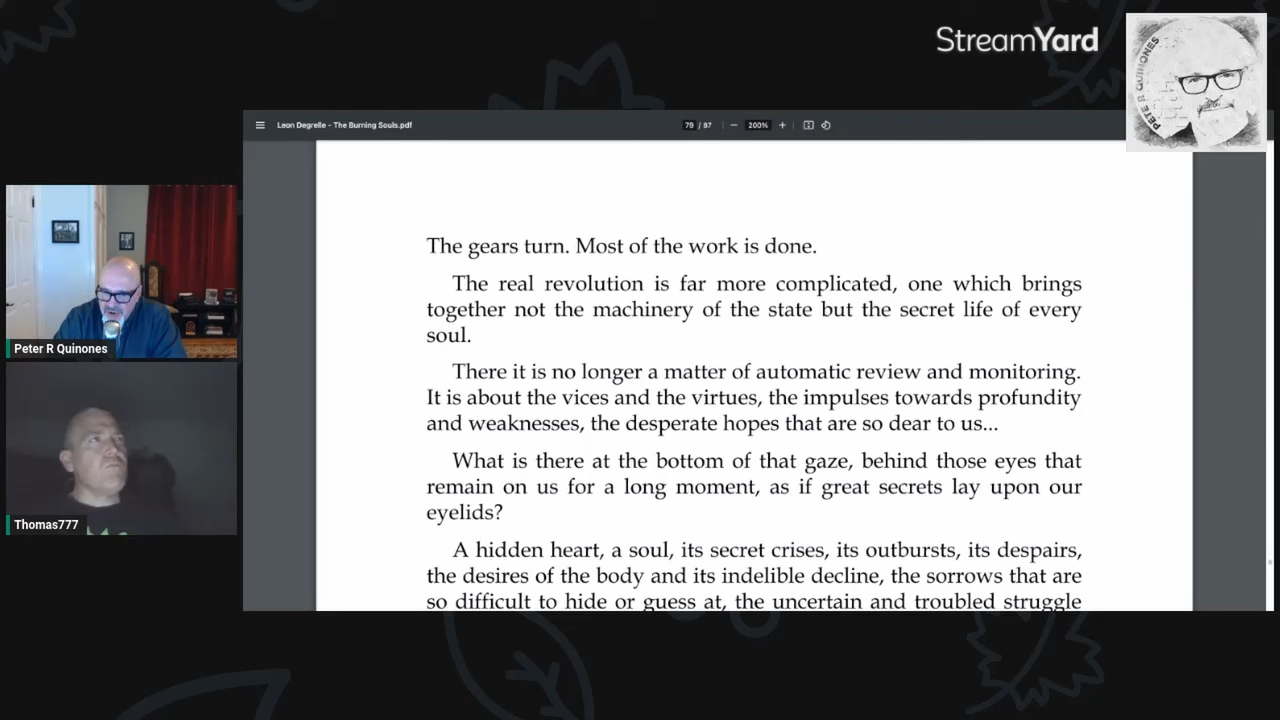 StreamYard
PETER R QUINONES
Leon Degrelle - The Burning Souls.pdf
79 / 87
200%
The gears turn. Most of the work is done.
The real revolution is far more complicated, one which brings
together not the machinery of the state but the secret life of every
soul.
There it is no longer a matter of automatic review and monitoring.
It is about the vices and the virtues, the impulses towards profundity
and weaknesses, the desperate hopes that are so dear to us...
What is there at the bottom of that gaze, behind those eyes that
remain on us for a long moment, as if great secrets lay upon our
eyelids?
A hidden heart, a soul, its secret crises, its outbursts, its despairs,
the desires of the body and its indelible decline, the sorrows that are
so difficult to hide or guess at, the uncertain and troubled struggle
Peter R Quinones
Thomas777